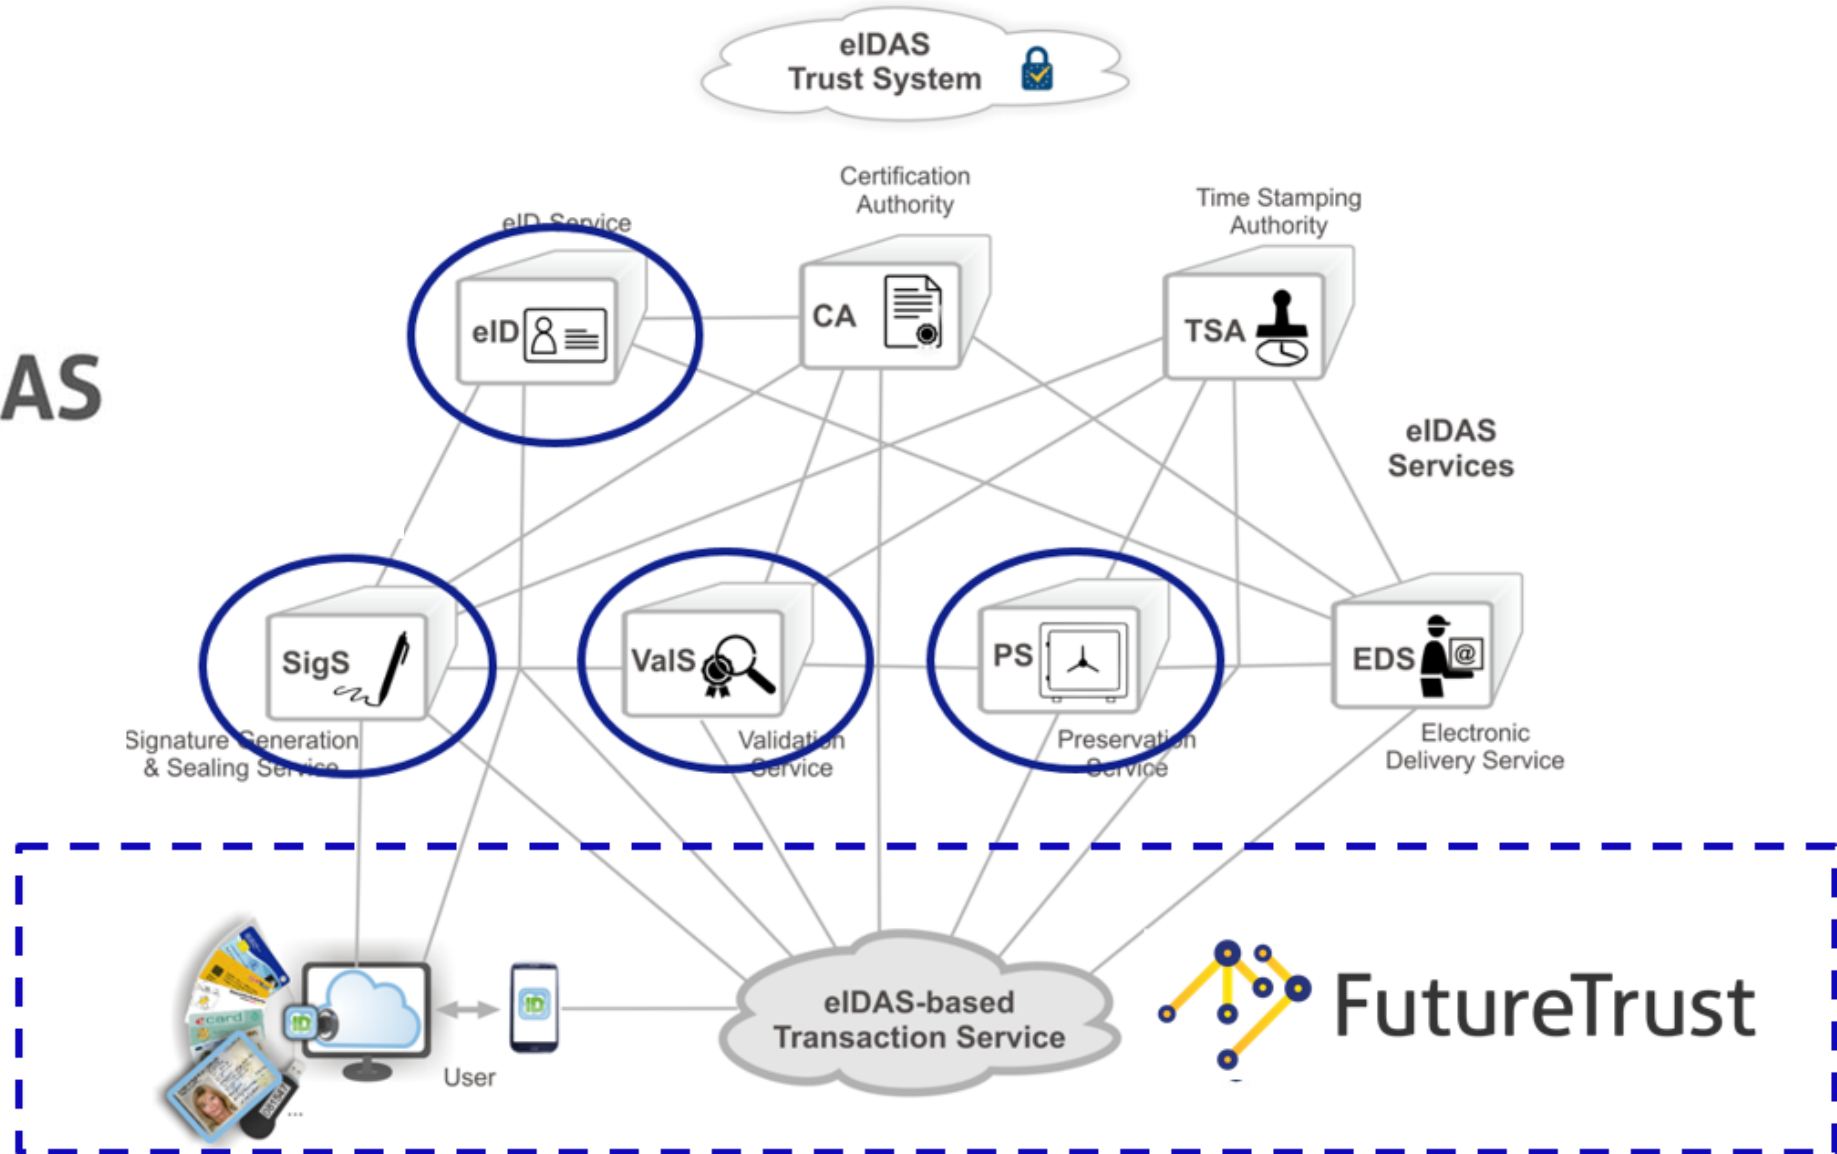 eIDAS
Trust System
Certification
Authority
Time Stamping
Authority
eID Service
eID
CA
TSA
AS
eIDAS
Services
SigS
ValS
PS
EDS
@
Signature Generation
& Sealing Service
Validation
Service
Preservation
Service
Electronic
Delivery Service
ecard
ID
ID
eIDAS-based
Transaction Service
FutureTrust
User
081547
...